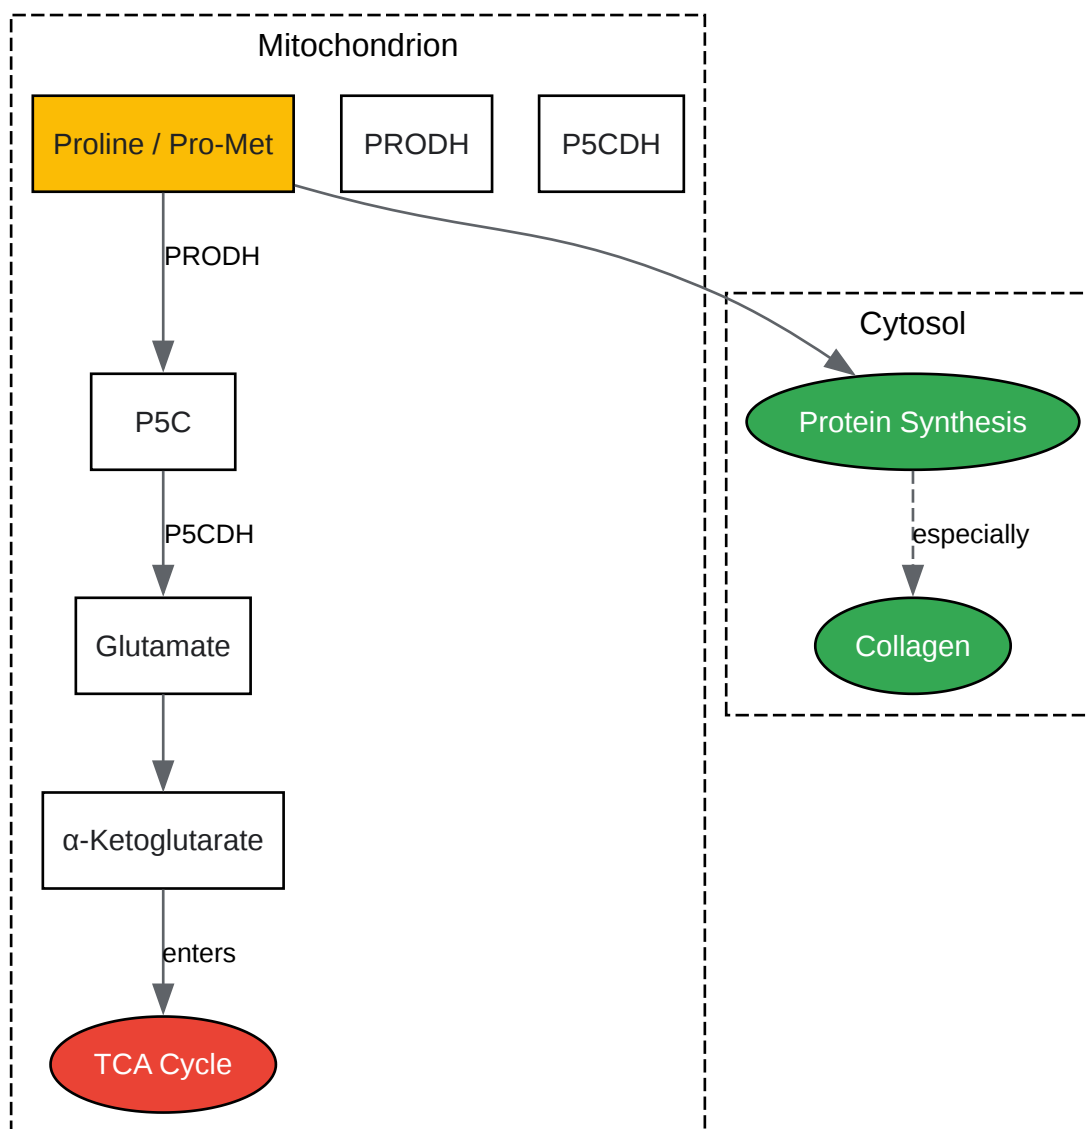 Mitochondrion
Proline / Pro-Met
PRODH
P5CDH
PRODH
Cytosol
P5C
Protein Synthesis
P5CDH
especially
Glutamate
Collagen
α-Ketoglutarate
enters
TCA Cycle